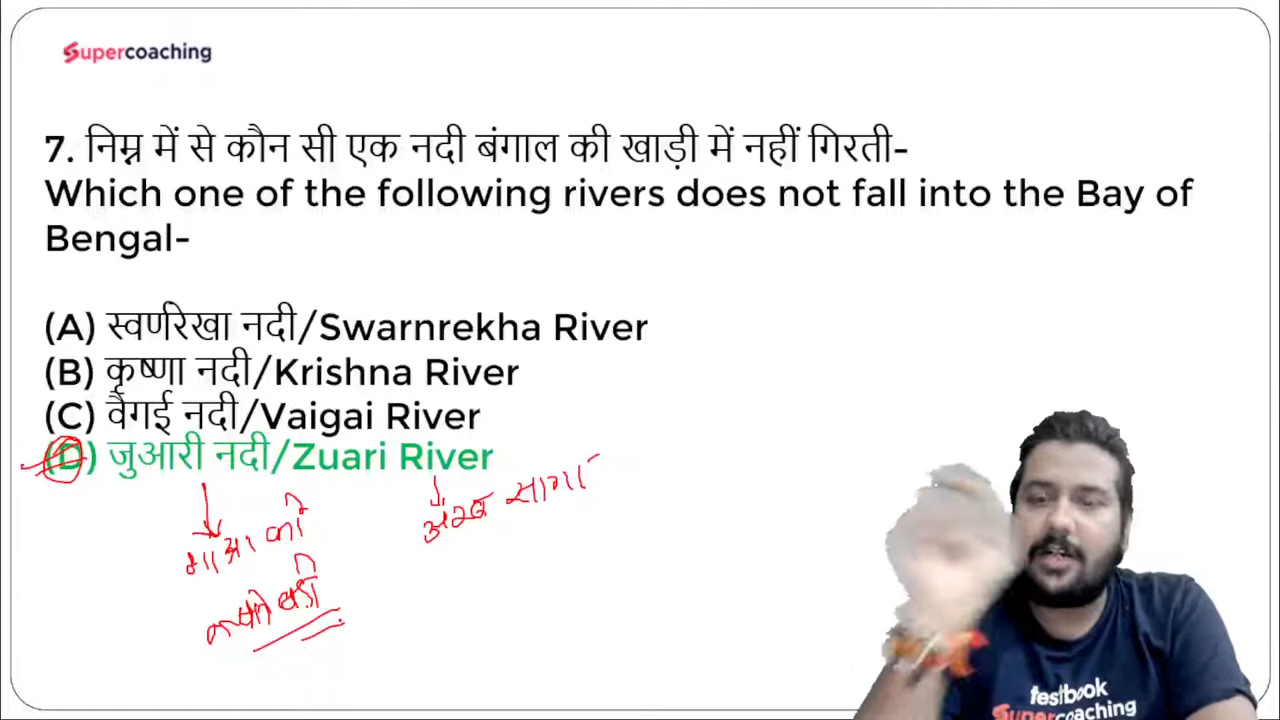 Supercoaching
7. निम्न में से कौन सी एक नदी बंगाल की खाड़ी में नहीं गिरती-
Which one of the following rivers does not fall into the Bay of
Bengal-
(A) स्वर्णरेखा नदी/Swarnrekha River
(B) कृष्णा नदी/Krishna River
(C) वैगई नदी/Vaigai River
(D) जुआरी नदी/Zuari River
अरब सागर
testbook
Supercoaching